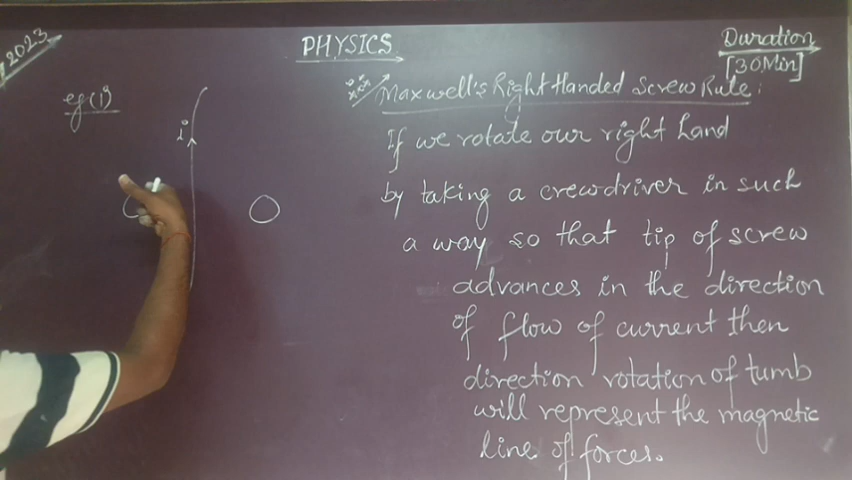 2023
PHYSICS
Duration
[30Min]
eg(1)
i
Maxwell's Right Handed Screw Rule:
If we rotate our right hand
by taking a crewdriver in such
a way so that tip of screw
advances in the direction
of flow of current then
direction rotation of tumb
will represent the magnetic
line of forces.